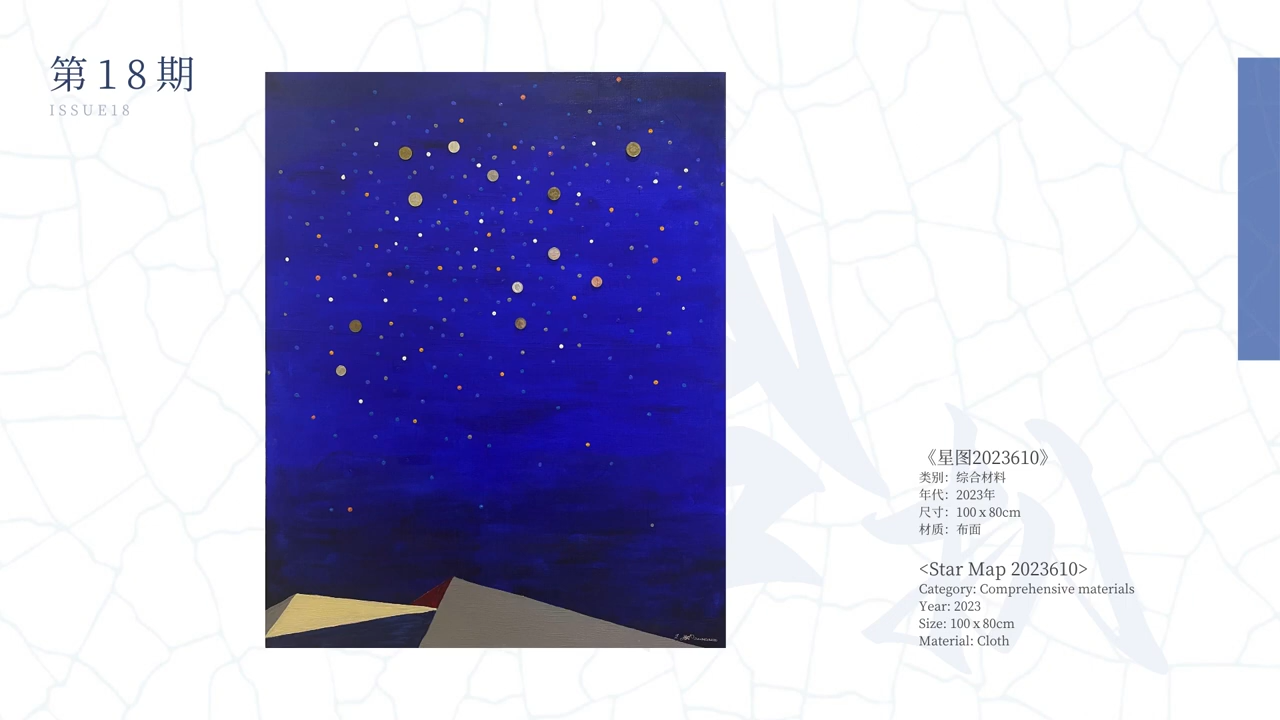 第18期
ISSUE18
《星图2023610》
类别：综合材料
年代：2023年
尺寸：100 x 80cm
材质：布面
<Star Map 2023610>
Category: Comprehensive materials
Year: 2023
Size: 100 x 80cm
Material: Cloth